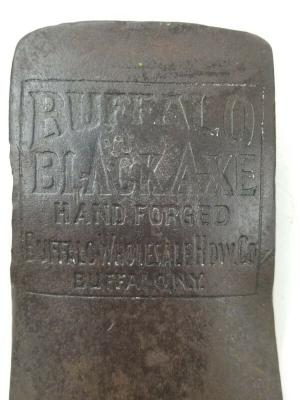 BUFFALO
BLACK AXE
HAND FORGED
BUFFALO WHOLESALE HDW. CO.
BUFFALO N.Y.